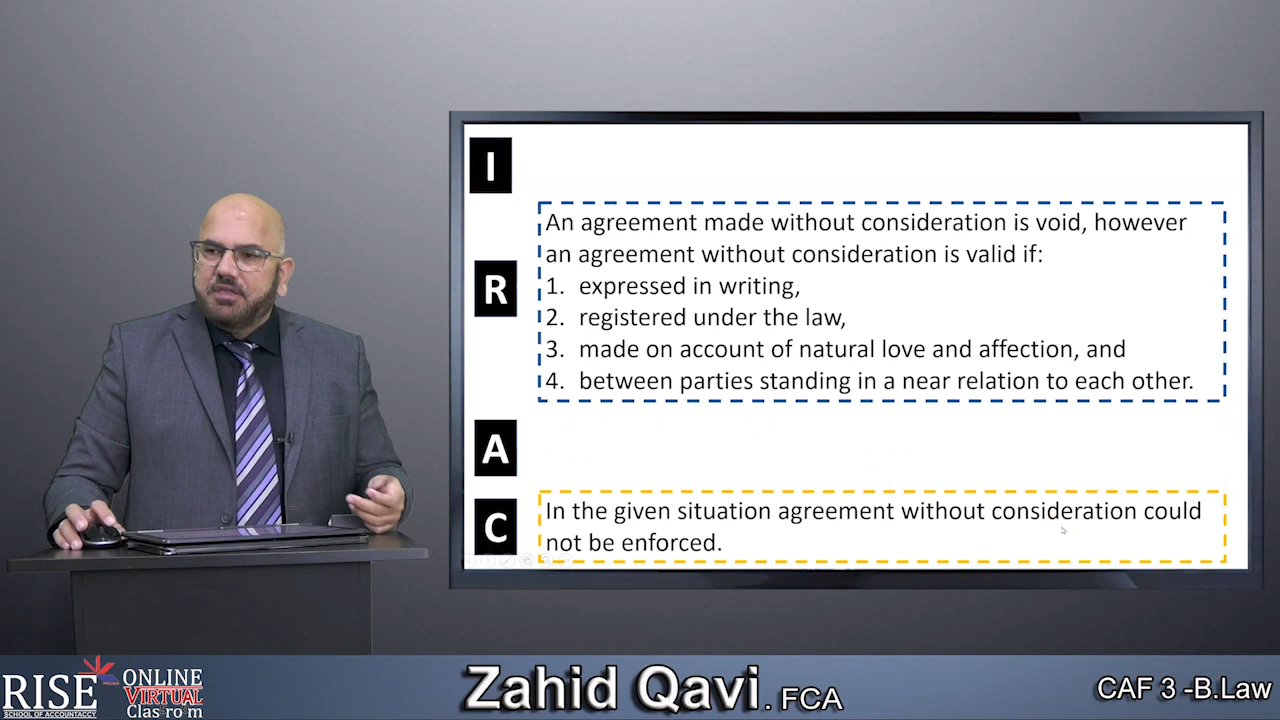 I
An agreement made without consideration is void, however
an agreement without consideration is valid if:
R
1. expressed in writing,
2. registered under the law,
3. made on account of natural love and affection, and
4. between parties standing in a near relation to each other.
A
C
In the given situation agreement without consideration could
not be enforced.
RISE
SCHOOL OF ACCOUNTACY
ONLINE
VIRTUAL
Clasrom
Zahid Qavi. FCA
CAF 3 -B.Law